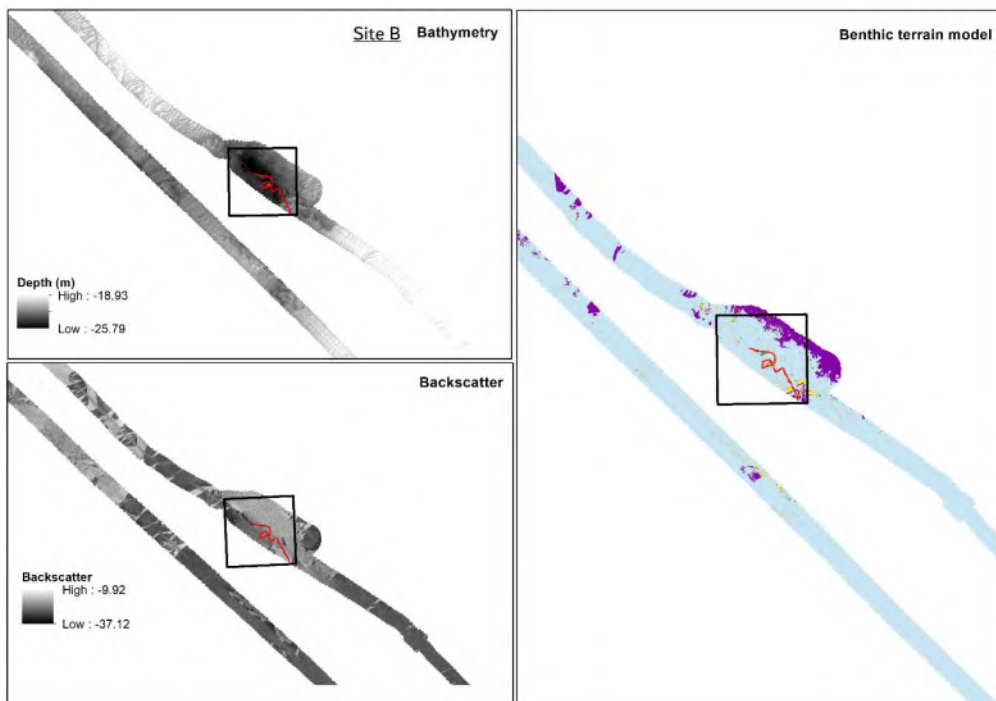 Site B Bathymetry
Depth (m)
High : -18.93
Low : -25.79
Backscatter
Backscatter
High : -9.92
Low : -37.12
Benthic terrain model